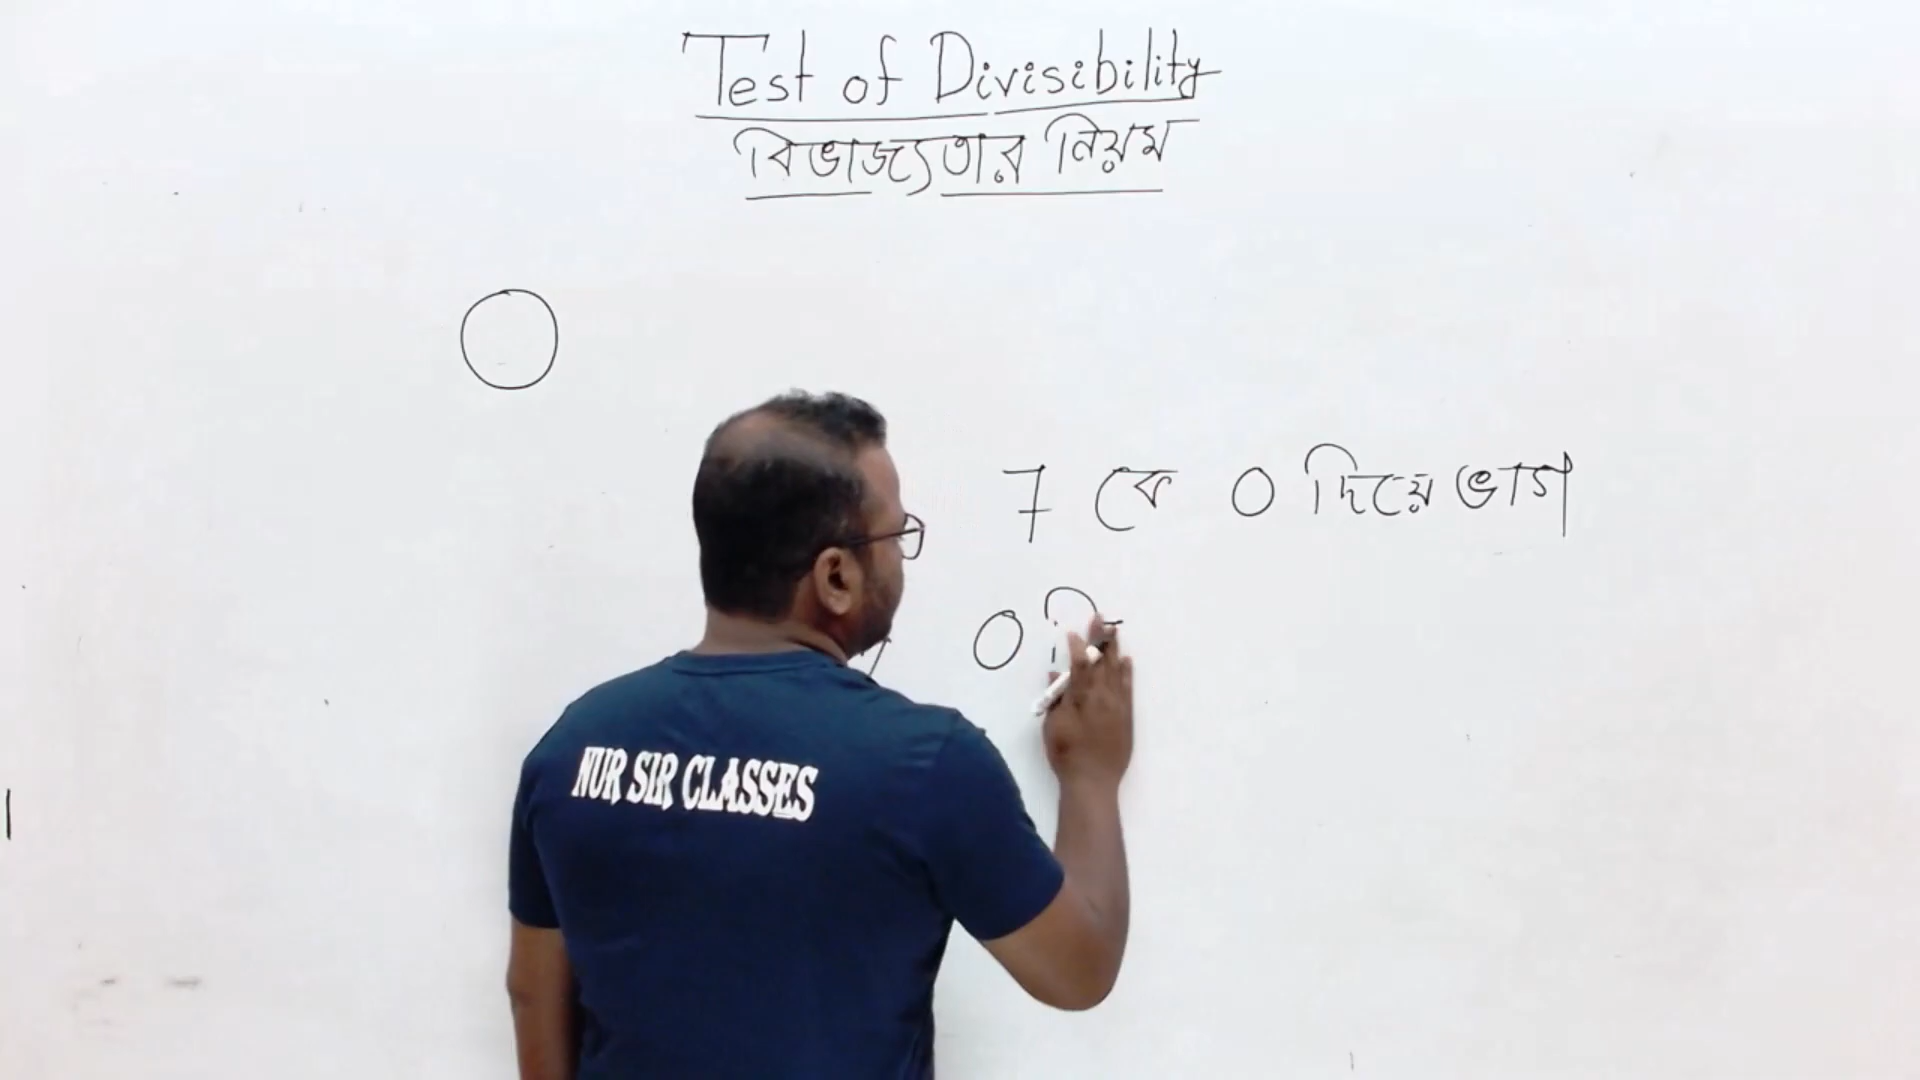 Test of Divisibility
বিভাজ্যতার নিয়ম
7 কে 0 দিয়ে ভাগ
0
NUR SIR CLASSES